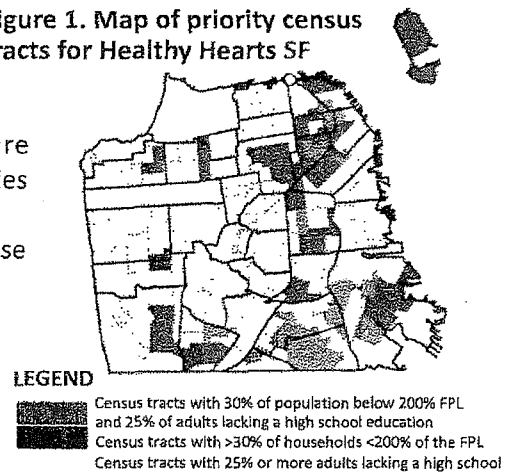 igure 1. Map of priority census
racts for Healthy Hearts SF
re
es
se
LEGEND
Census tracts with 30% of population below 200% FPL
and 25% of adults lacking a high school education
Census tracts with >30% of households <200% of the FPL
Census tracts with 25% or more adults lacking a high school